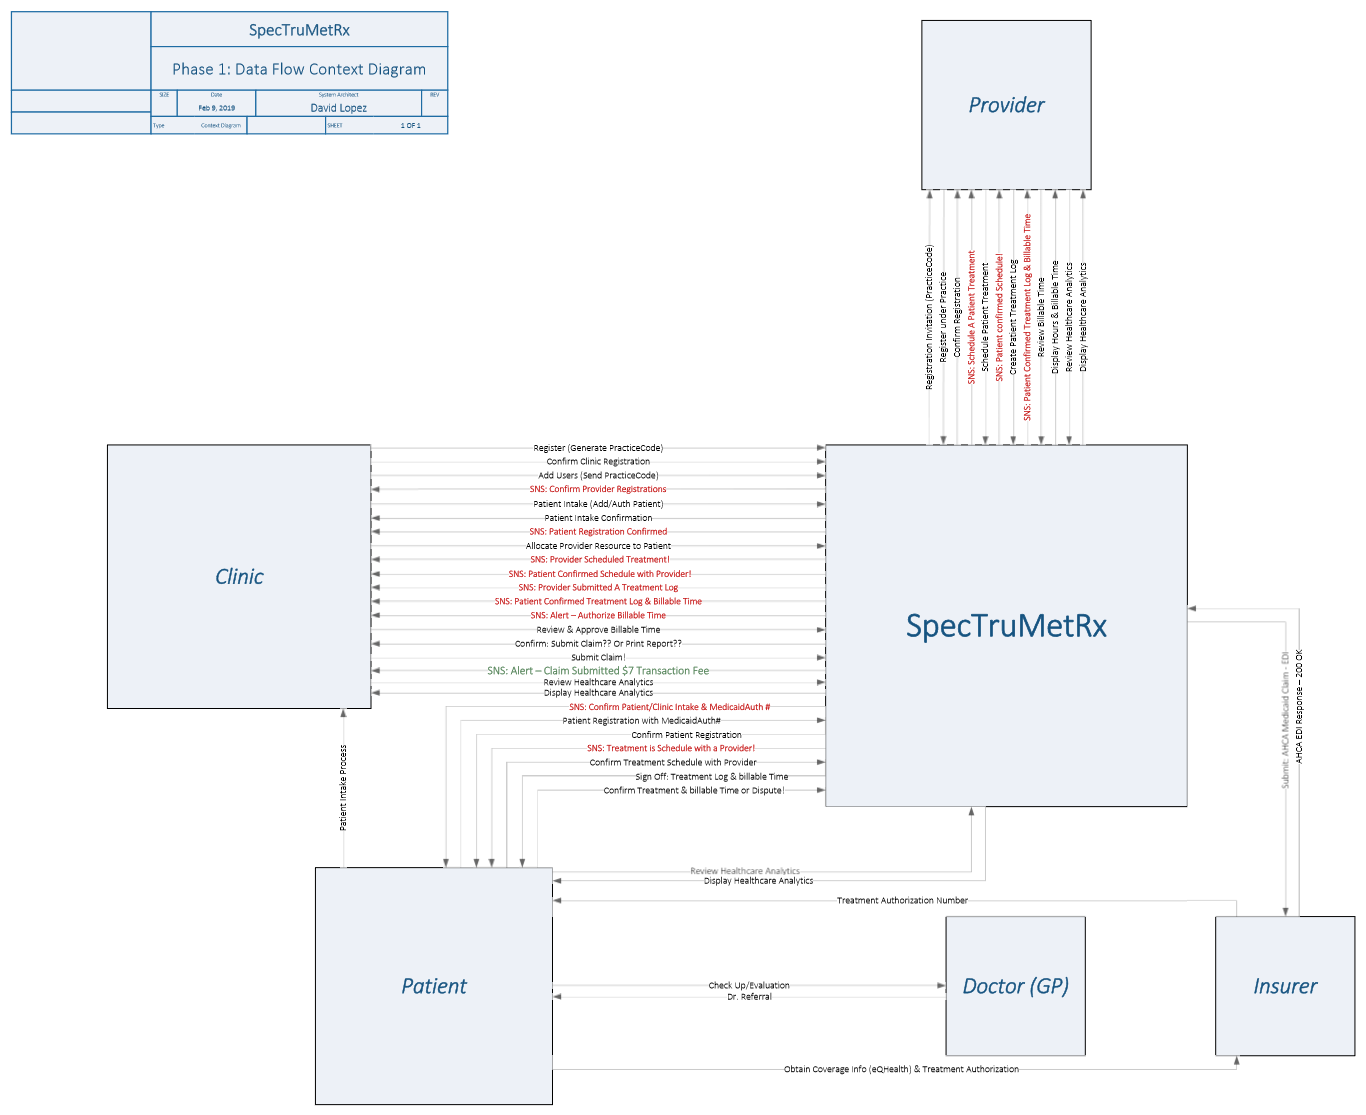 SpecTruMetRx
Phase 1: Data Flow Context Diagram
SIZE
Date
System Architect
REV
Feb 9, 2019
David Lopez
Type
Context Diagram
SHEET
1 OF 1
Provider
Registration Invitation (PracticeCode)
Register under Practice
Confirm Registration
SNS: Schedule A Patient Treatment
Schedule Patient Treatment
SNS: Patient confirmed Schedule!
Create Patient Treatment Log
SNS: Patient Confirmed Treatment Log & Billable Time
Review Billable Time
Display Hours & Billable Time
Review Healthcare Analytics
Display Healthcare Analytics
Clinic
Register (Generate PracticeCode)
Confirm Clinic Registration
Add Users (Send PracticeCode)
SNS: Confirm Provider Registrations
Patient Intake (Add/Auth Patient)
Patient Intake Confirmation
SNS: Patient Registration Confirmed
Allocate Provider Resource to Patient
SNS: Provider Scheduled Treatment!
SNS: Patient Confirmed Schedule with Provider!
SNS: Provider Submitted A Treatment Log
SNS: Patient Confirmed Treatment Log & Billable Time
SNS: Alert – Authorize Billable Time
Review & Approve Billable Time
Confirm: Submit Claim?? Or Print Report??
Submit Claim!
SNS: Alert – Claim Submitted $7 Transaction Fee
Review Healthcare Analytics
Display Healthcare Analytics
SpecTruMetRx
SNS: Confirm Patient/Clinic Intake & MedicaidAuth #
Patient Registration with MedicaidAuth#
Confirm Patient Registration
SNS: Treatment is Schedule with a Provider!
Confirm Treatment Schedule with Provider
Sign Off: Treatment Log & billable Time
Confirm Treatment & billable Time or Dispute!
Patient Intake Process
Submit: AHCA Medicaid Claim - EDI
AHCA EDI Response – 200 OK
Review Healthcare Analytics
Display Healthcare Analytics
Treatment Authorization Number
Patient
Check Up/Evaluation
Dr. Referral
Doctor (GP)
Insurer
Obtain Coverage Info (eQHealth) & Treatment Authorization